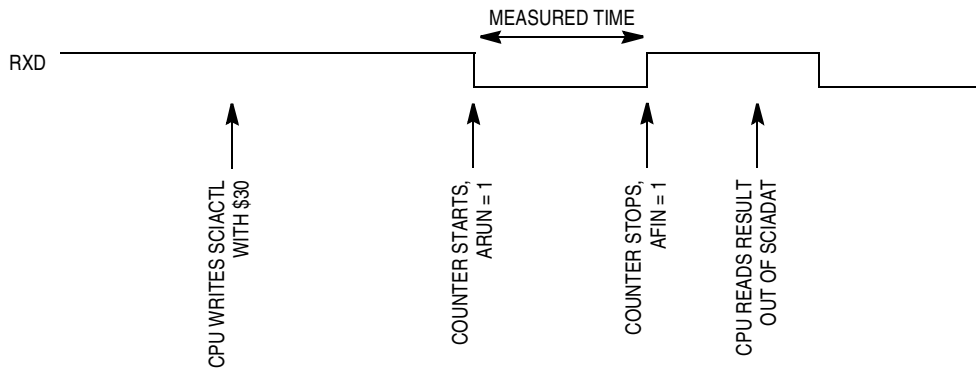 MEASURED TIME
RXD
CPU WRITES SCIACTL
WITH $30
COUNTER STARTS,
ARUN = 1
COUNTER STOPS,
AFIN = 1
CPU READS RESULT
OUT OF SCIADAT